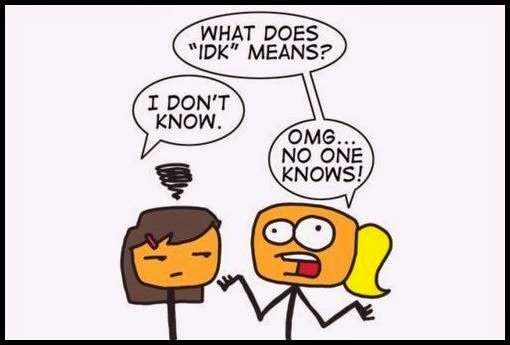 WHAT DOES
"IDK" MEANS?
I DON'T
KNOW.
OMG...
NO ONE
KNOWS!